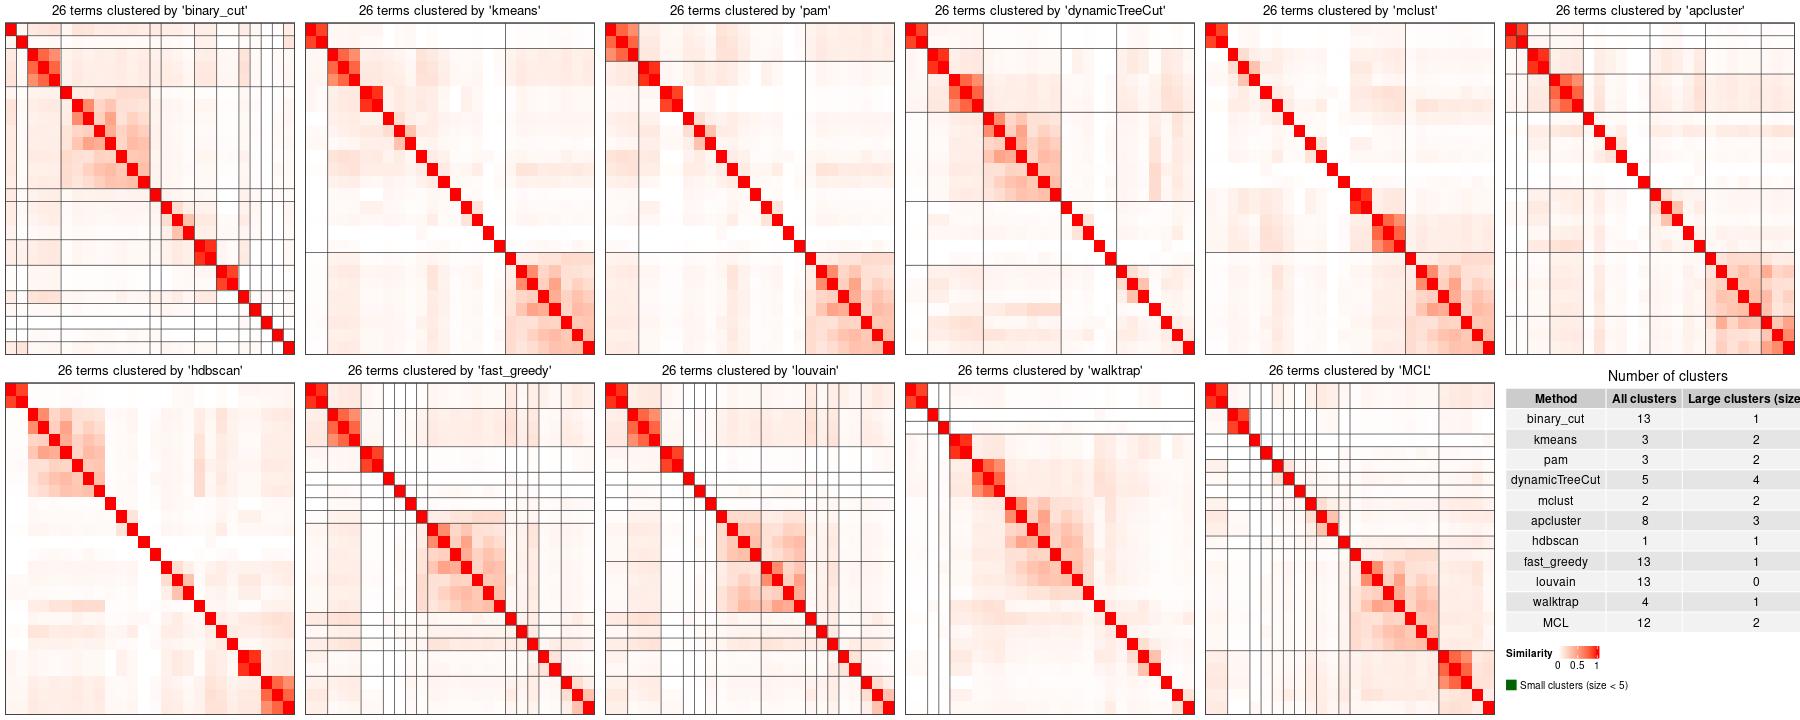 26 terms clustered by 'binary_cut'
26 terms clustered by 'kmeans'
26 terms clustered by 'pam'
26 terms clustered by 'dynamicTreeCut'
26 terms clustered by 'mclust'
26 terms clustered by 'apcluster'
26 terms clustered by 'hdbscan'
26 terms clustered by 'fast_greedy'
26 terms clustered by 'louvain'
26 terms clustered by 'walktrap'
26 terms clustered by 'MCL'
Number of clusters
Method All clusters Large clusters (size
binary_cut 13 1
kmeans 3 2
pam 3 2
dynamicTreeCut 5 4
mclust 2 2
apcluster 8 3
hdbscan 1 1
fast_greedy 13 1
louvain 13 0
walktrap 4 1
MCL 12 2
Similarity
0 0.5 1
Small clusters (size < 5)